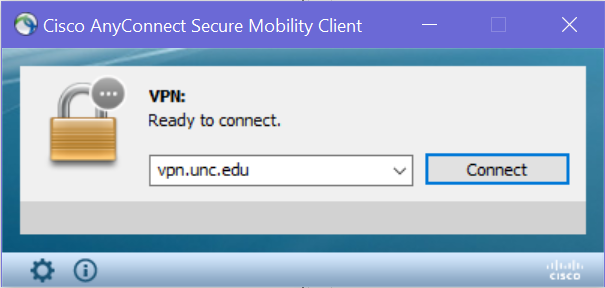 Cisco AnyConnect Secure Mobility Client
VPN:
Ready to connect.
vpn.unc.edu
Connect
CISCO